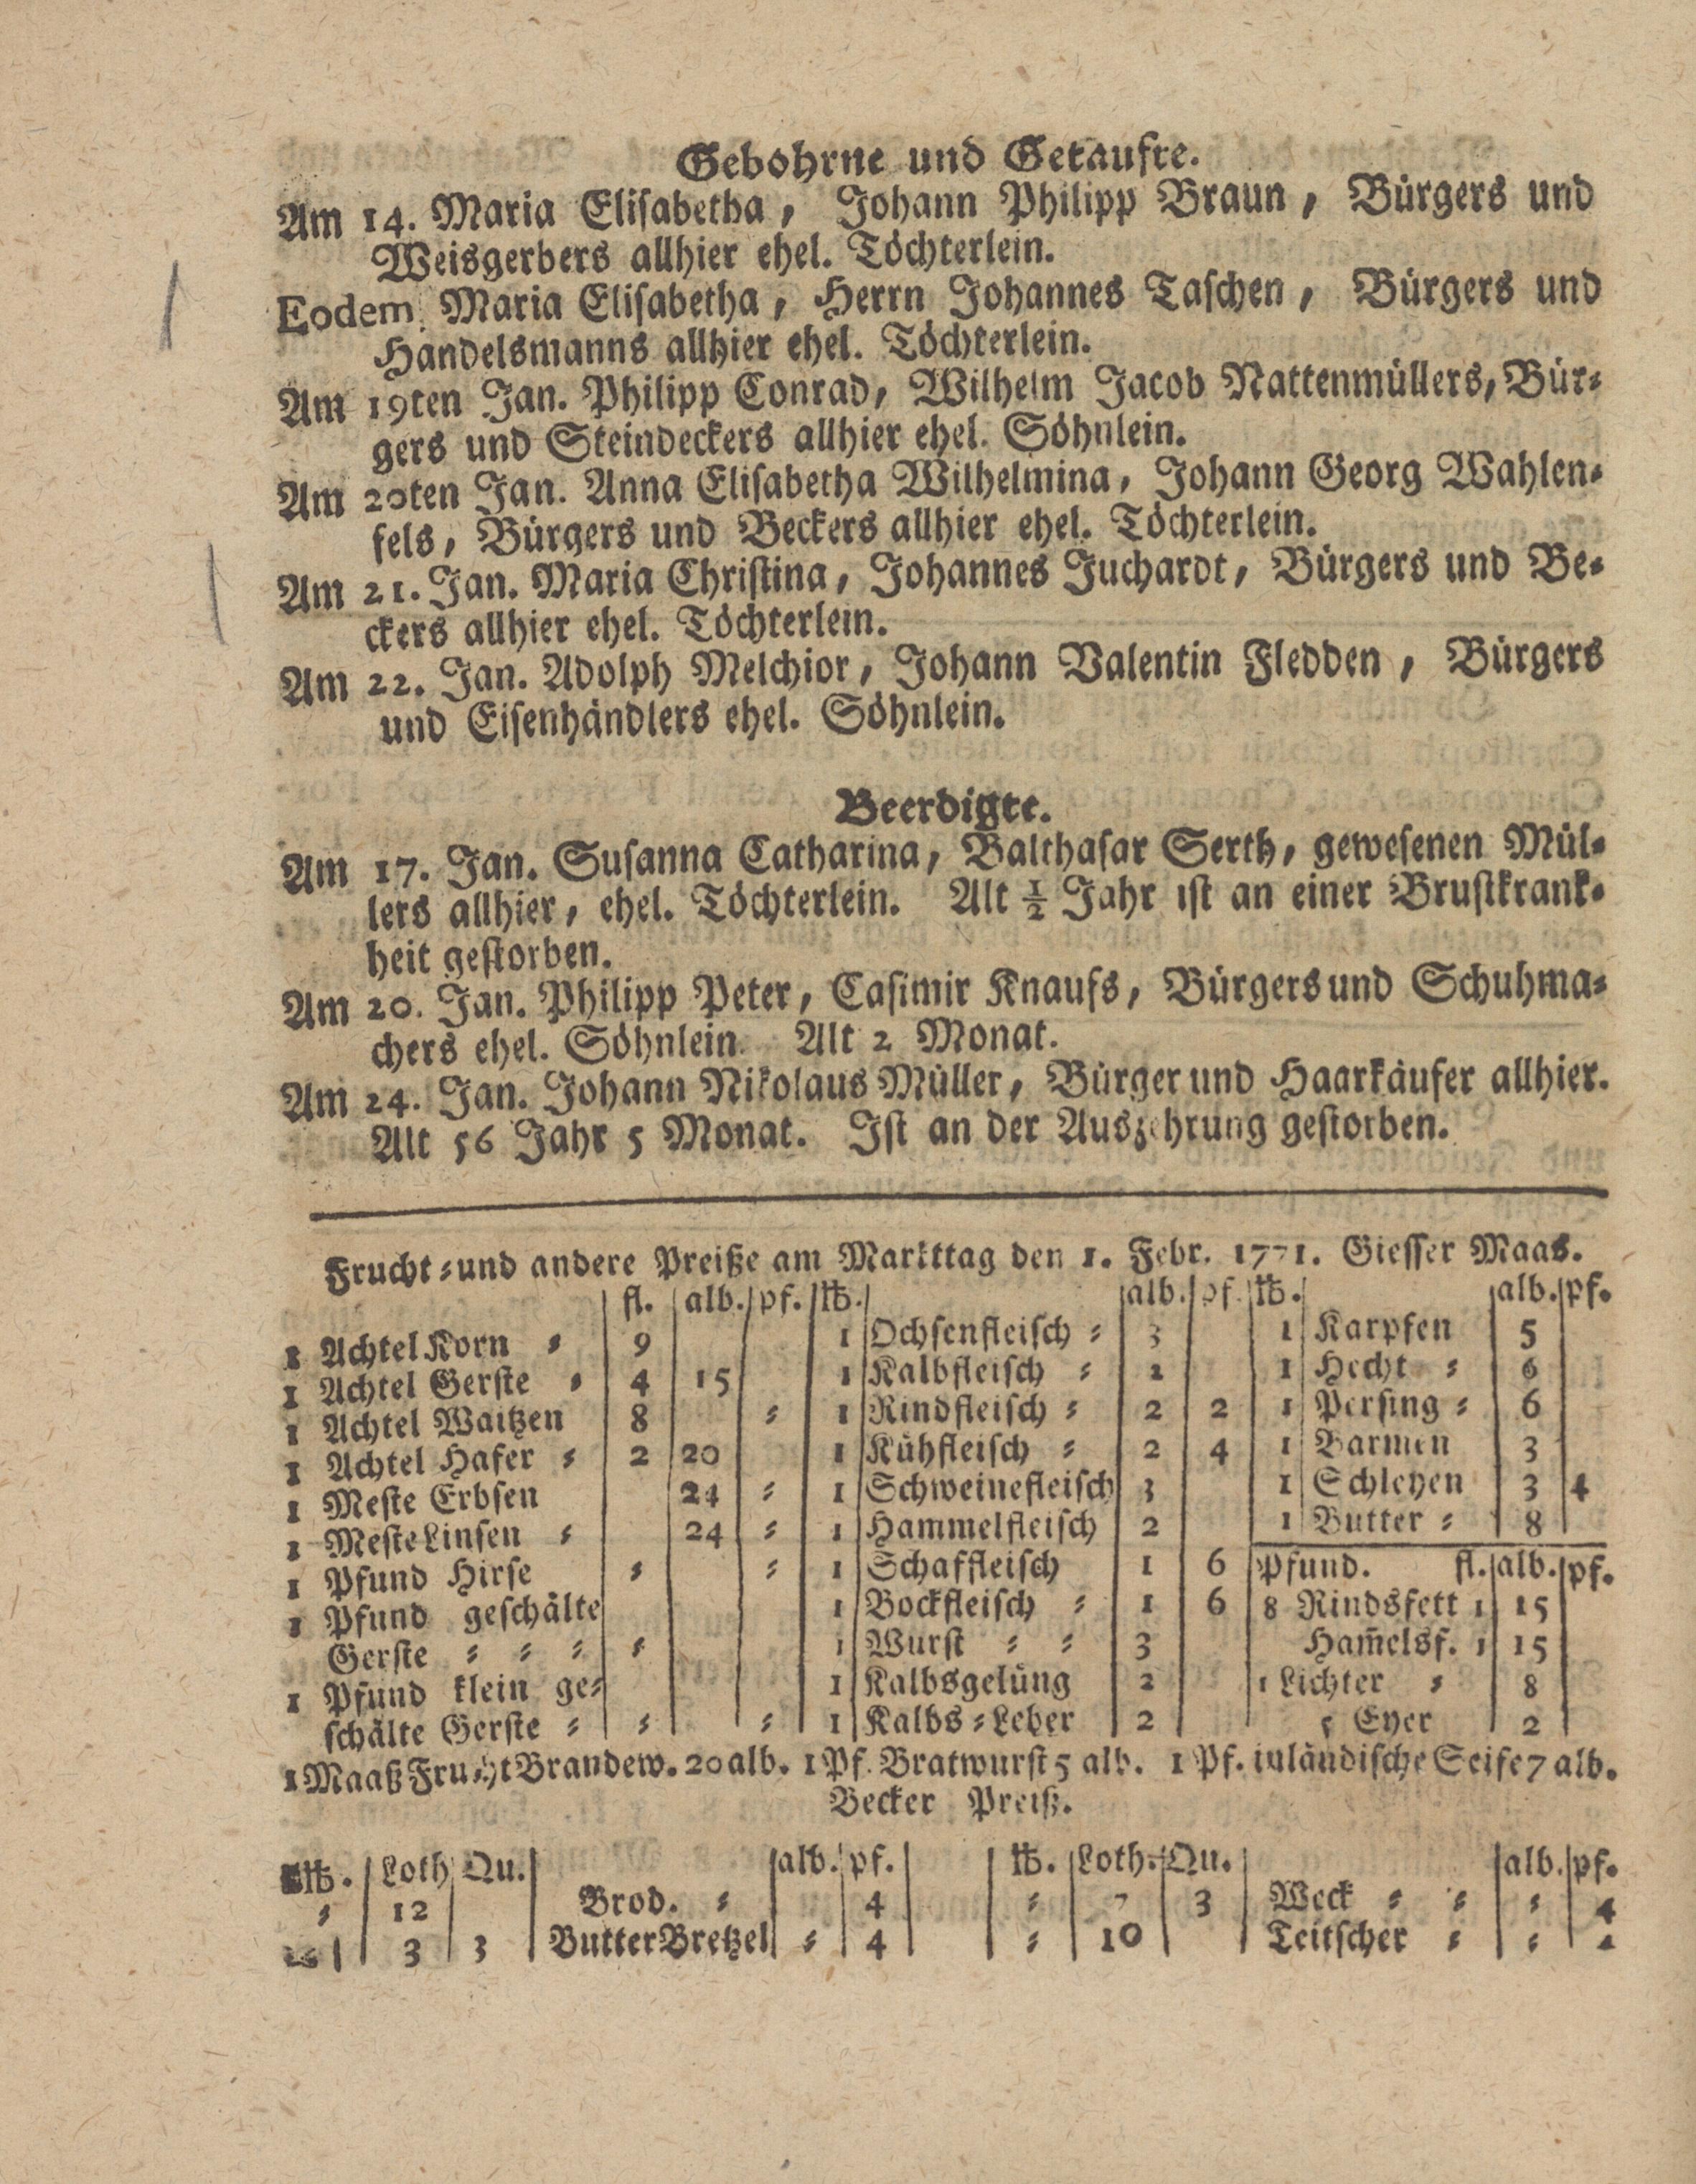 Gebohrne und Getaufte.
Am 14. Maria Elisabetha, Johann Philipp Braun, Bürgers und
Weisgerbers allhier ehel. Töchterlein.
Eodem. Maria Elisabetha, Herrn Johannes Taschen, Bürgers und
Handelsmanns allhier ehel. Töchterlein.
Am 19ten Jan. Philipp Conrad, Wilhelm Jacob Nattenmüllers, Bür-
gers und Steindeckers allhier ehel. Söhnlein.
Am 20ten Jan. Anna Elisabetha Wilhelmina, Johann Georg Wahlen-
fels, Bürgers und Beckers allhier ehel. Töchterlein.
Am 21. Jan. Maria Christina, Johannes Juchardt, Bürgers und Be-
ckers allhier ehel. Töchterlein.
Am 22. Jan. Adolph Melchior, Johann Valentin Fledden, Bürgers
und Eisenhändlers ehel. Söhnlein.
Beerdigte.
Am 17. Jan. Susanna Catharina, Balthasar Serth, gewesenen Mül-
lers allhier, ehel. Töchterlein. Alt ½ Jahr ist an einer Brustkrank-
heit gestorben.
Am 20. Jan. Philipp Peter, Casimir Knaufs, Bürgers und Schuhma-
chers ehel. Söhnlein. Alt 2 Monat.
Am 24. Jan. Johann Nikolaus Müller, Bürger und Haarkäufer allhier.
Alt 56 Jahr 5 Monat. Ist an der Auszehrung gestorben.
Frucht- und andere Preiße am Markttag den 1. Febr. 1771. Giesser Maas.
fl. alb. pf. ℔. alb. pf. ℔. alb. pf.
1 Achtel Korn - 9 1 Ochsenfleisch - 3 1 Karpfen 5
1 Achtel Gerste - 4 15 1 Kalbfleisch - 2 1 Hecht - 6
1 Achtel Waitzen 8 - 1 Rindfleisch - 2 2 1 Persing - 6
1 Achtel Hafer - 2 20 1 Kühfleisch - 2 4 1 Barmen 3
1 Meste Erbsen 24 - 1 Schweinefleisch 3 1 Schleyen 3 4
1 Meste Linsen - 24 - 1 Hammelfleisch 2 1 Butter - 8
1 Pfund Hirse - - 1 Schaffleisch 1 6 Pfund. fl. alb. pf.
1 Pfund geschälte 1 Bockfleisch - 1 6 8 Rindsfett 1 15
Gerste - - - - 1 Wurst - - 3 Ham̄elsf. 1 15
1 Pfund klein ge- 1 Kalbsgelüng 2 1 Lichter - 8
schälte Gerste - - - 1 Kalbs-Leber 2 5 Eyer 2
1 Maaß Frucht Brandew. 20 alb. 1 Pf. Bratwurst 5 alb. 1 Pf. inländische Seife 7 alb.
Becker Preiß.
℔. Loth Qu. alb. pf. ℔. Loth. Qu. alb. pf.
- 12 Brod. - 4 - 7 3 Weck - - - 4
3 3 Butter Bretzel - 4 - 10 Teitscher - -